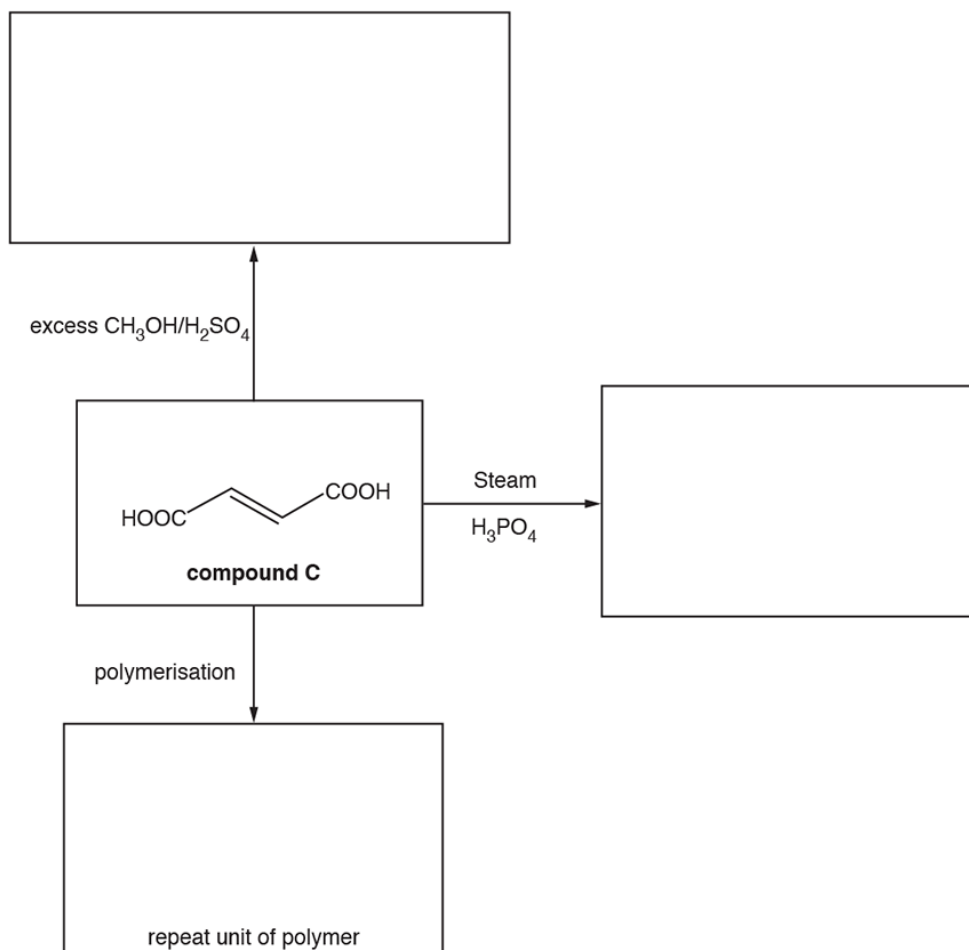 excess CH₃OH/H₂SO₄
HOOC
COOH
compound C
Steam
H₃PO₄
polymerisation
repeat unit of polymer